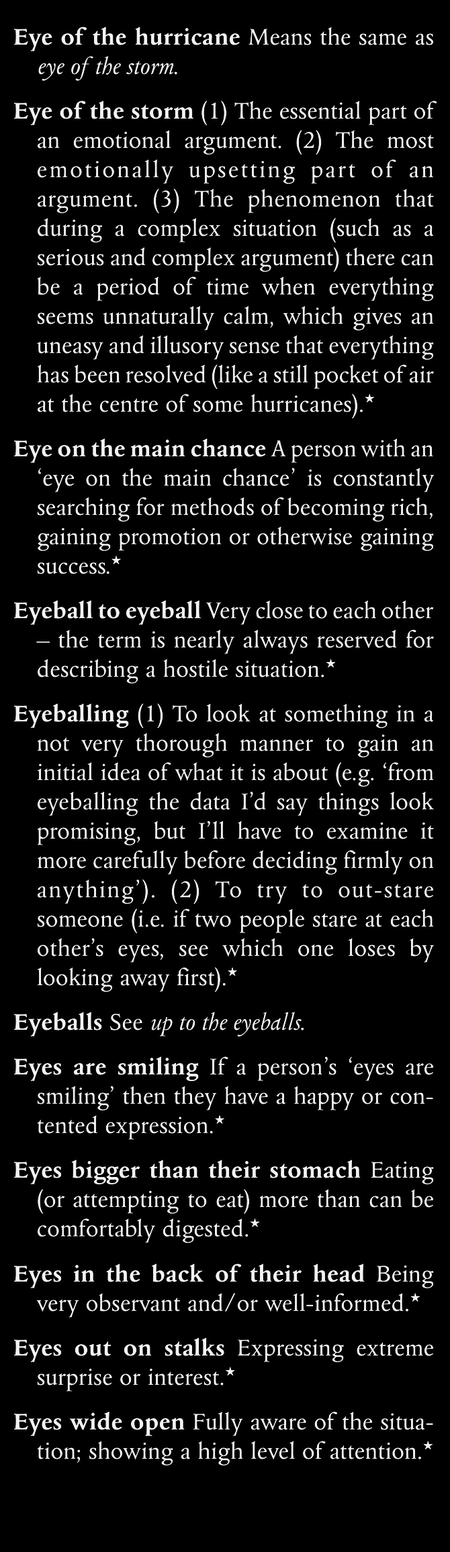 Eye of the hurricane Means the same as
eye of the storm.
Eye of the storm (1) The essential part of
an emotional argument. (2) The most
emotionally upsetting part of an
argument. (3) The phenomenon that
during a complex situation (such as a
serious and complex argument) there can
be a period of time when everything
seems unnaturally calm, which gives an
uneasy and illusory sense that everything
has been resolved (like a still pocket of air
at the centre of some hurricanes).★
Eye on the main chance A person with an
‘eye on the main chance’ is constantly
searching for methods of becoming rich,
gaining promotion or otherwise gaining
success.★
Eyeball to eyeball Very close to each other
– the term is nearly always reserved for
describing a hostile situation.★
Eyeballing (1) To look at something in a
not very thorough manner to gain an
initial idea of what it is about (e.g. ‘from
eyeballing the data I’d say things look
promising, but I’ll have to examine it
more carefully before deciding firmly on
anything’). (2) To try to out-stare
someone (i.e. if two people stare at each
other’s eyes, see which one loses by
looking away first).★
Eyeballs See up to the eyeballs.
Eyes are smiling If a person’s ‘eyes are
smiling’ then they have a happy or con-
tented expression.★
Eyes bigger than their stomach Eating
(or attempting to eat) more than can be
comfortably digested.★
Eyes in the back of their head Being
very observant and/or well-informed.★
Eyes out on stalks Expressing extreme
surprise or interest.★
Eyes wide open Fully aware of the situa-
tion; showing a high level of attention.★